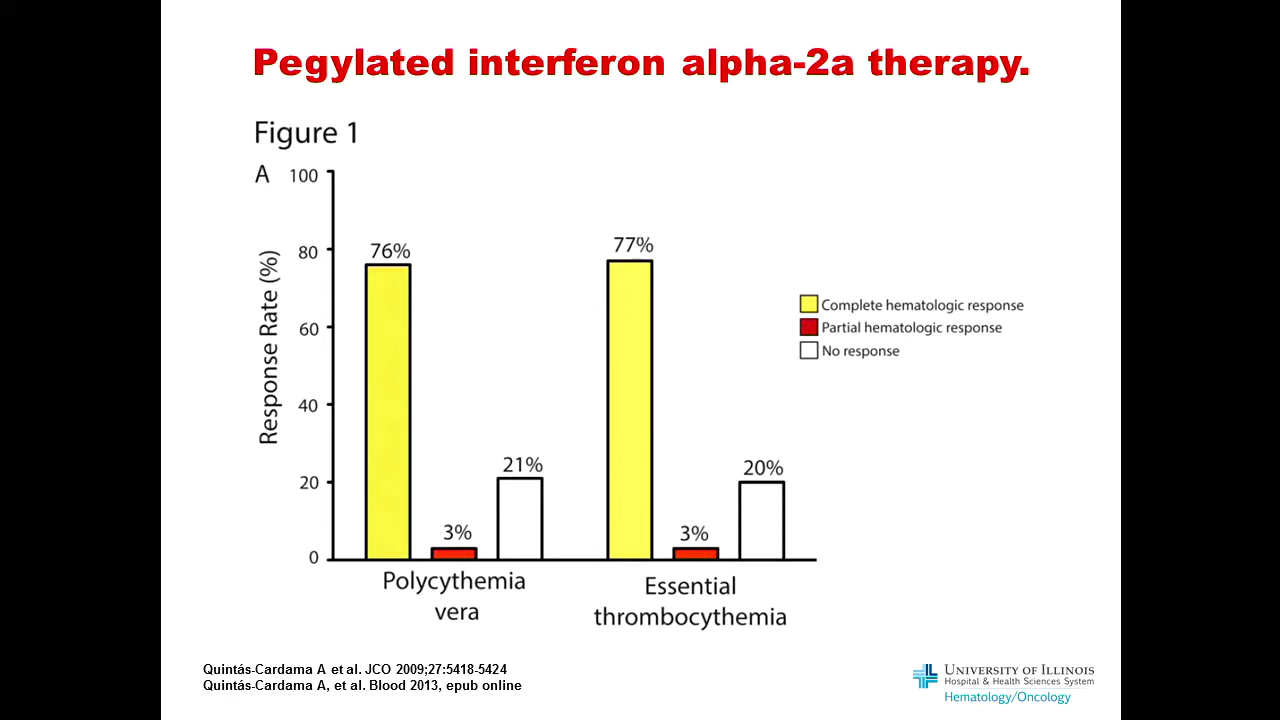 Pegylated interferon alpha-2a therapy.
Figure 1
A
Response Rate (%)
100
80
60
40
20
0
76%
3%
21%
77%
3%
20%
Polycythemia
vera
Essential
thrombocythemia
Complete hematologic response
Partial hematologic response
No response
Quintás-Cardama A et al. JCO 2009;27:5418-5424
Quintás-Cardama A, et al. Blood 2013, epub online
UNIVERSITY OF ILLINOIS
Hospital & Health Sciences System
Hematology/Oncology